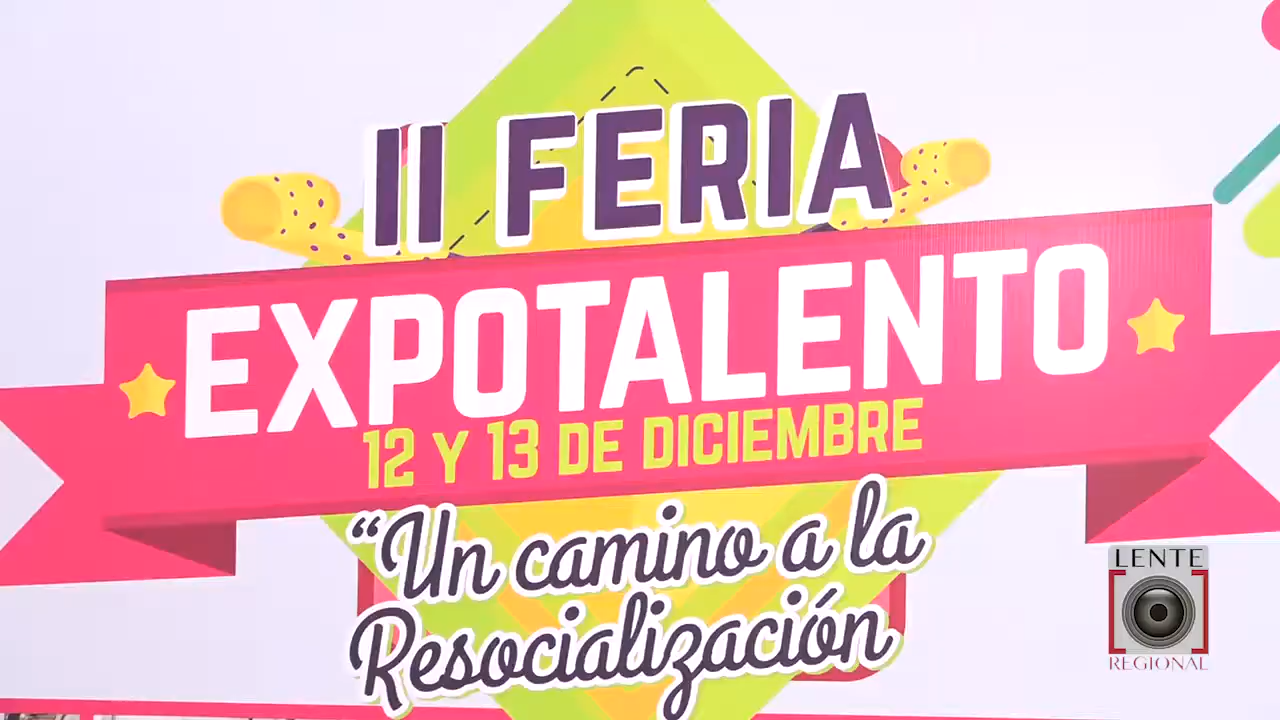 II FERIA
EXPOTALENTO
12 Y 13 DE DICIEMBRE
“Un camino a la
Resocialización
LENTE
REGIONAL